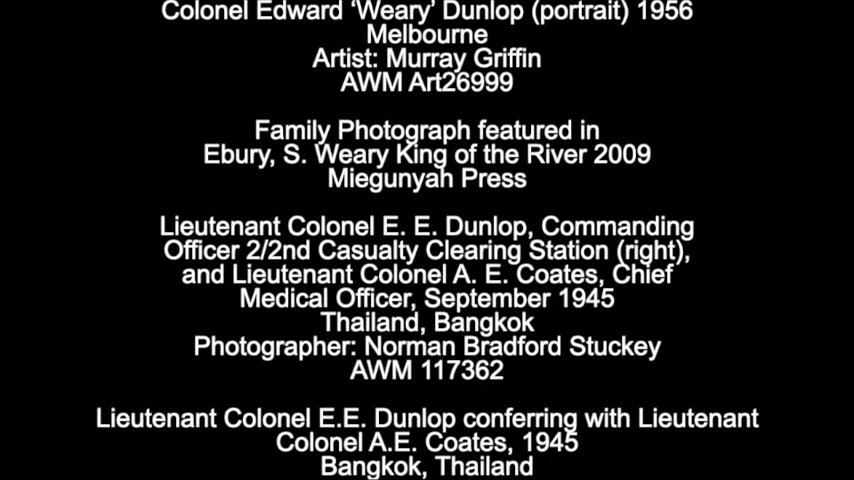 Colonel Edward ‘Weary’ Dunlop (portrait) 1956
Melbourne
Artist: Murray Griffin
AWM Art26999
Family Photograph featured in
Ebury, S. Weary King of the River 2009
Miegunyah Press
Lieutenant Colonel E. E. Dunlop, Commanding
Officer 2/2nd Casualty Clearing Station (right),
and Lieutenant Colonel A. E. Coates, Chief
Medical Officer, September 1945
Thailand, Bangkok
Photographer: Norman Bradford Stuckey
AWM 117362
Lieutenant Colonel E.E. Dunlop conferring with Lieutenant
Colonel A.E. Coates, 1945
Bangkok, Thailand